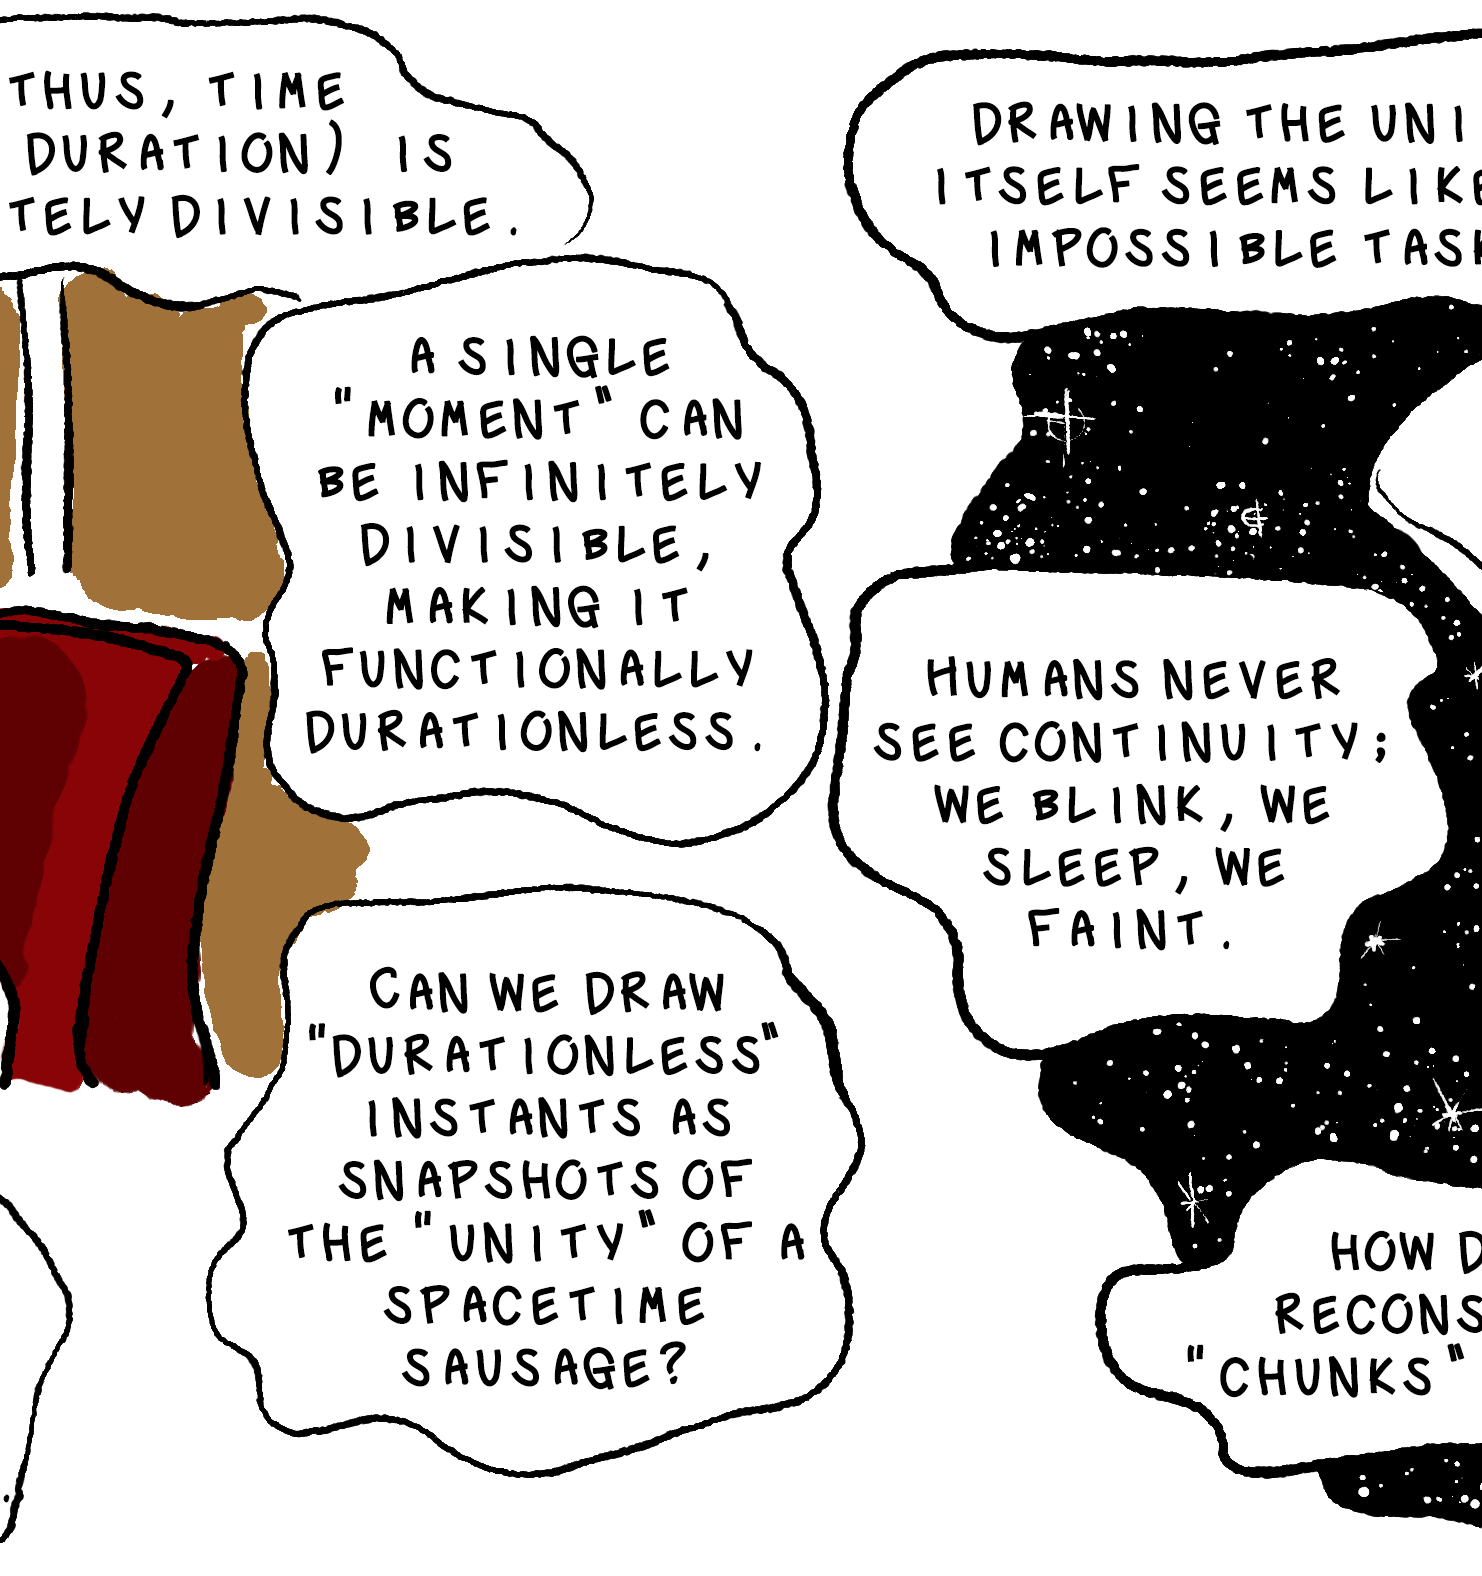 THUS, TIME
DURATION) IS
TELY DIVISIBLE.
A SINGLE
"MOMENT" CAN
BE INFINITELY
DIVISIBLE,
MAKING IT
FUNCTIONALLY
DURATIONLESS.
CAN WE DRAW
"DURATIONLESS"
INSTANTS AS
SNAPSHOTS OF
THE "UNITY" OF A
SPACETIME
SAUSAGE?
DRAWING THE UNI
ITSELF SEEMS LIKE
IMPOSSIBLE TASK
HUMANS NEVER
SEE CONTINUITY;
WE BLINK, WE
SLEEP, WE
FAINT.
HOW D
RECONS
"CHUNKS"